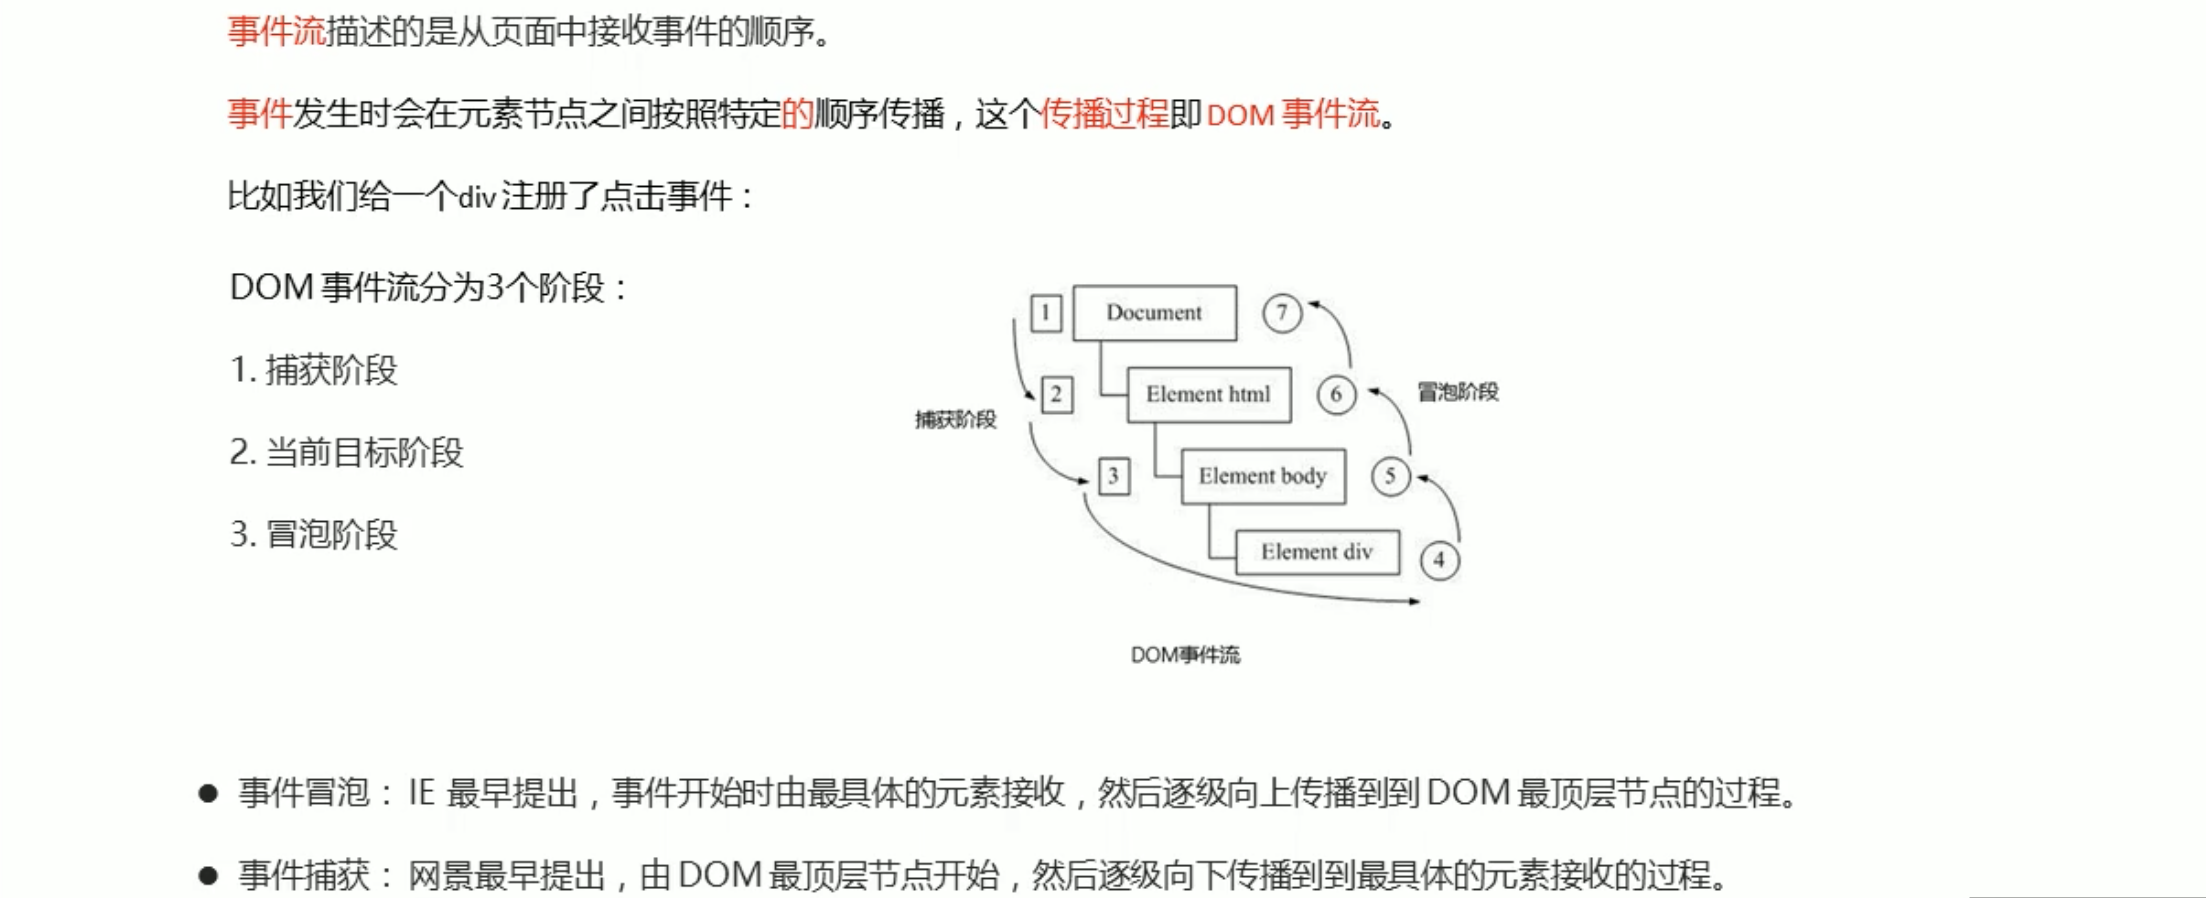 事件流描述的是从页面中接收事件的顺序。
事件发生时会在元素节点之间按照特定的顺序传播，这个传播过程即DOM 事件流。
比如我们给一个div 注册了点击事件：
DOM 事件流分为3个阶段：
1. 捕获阶段
2. 当前目标阶段
3. 冒泡阶段
1 Document 7
2 Element html 6 冒泡阶段
捕获阶段
3 Element body 5
Element div 4
DOM事件流
● 事件冒泡： IE 最早提出，事件开始时由最具体的元素接收，然后逐级向上传播到到 DOM 最顶层节点的过程。
● 事件捕获： 网景最早提出，由 DOM 最顶层节点开始，然后逐级向下传播到到最具体的元素接收的过程。